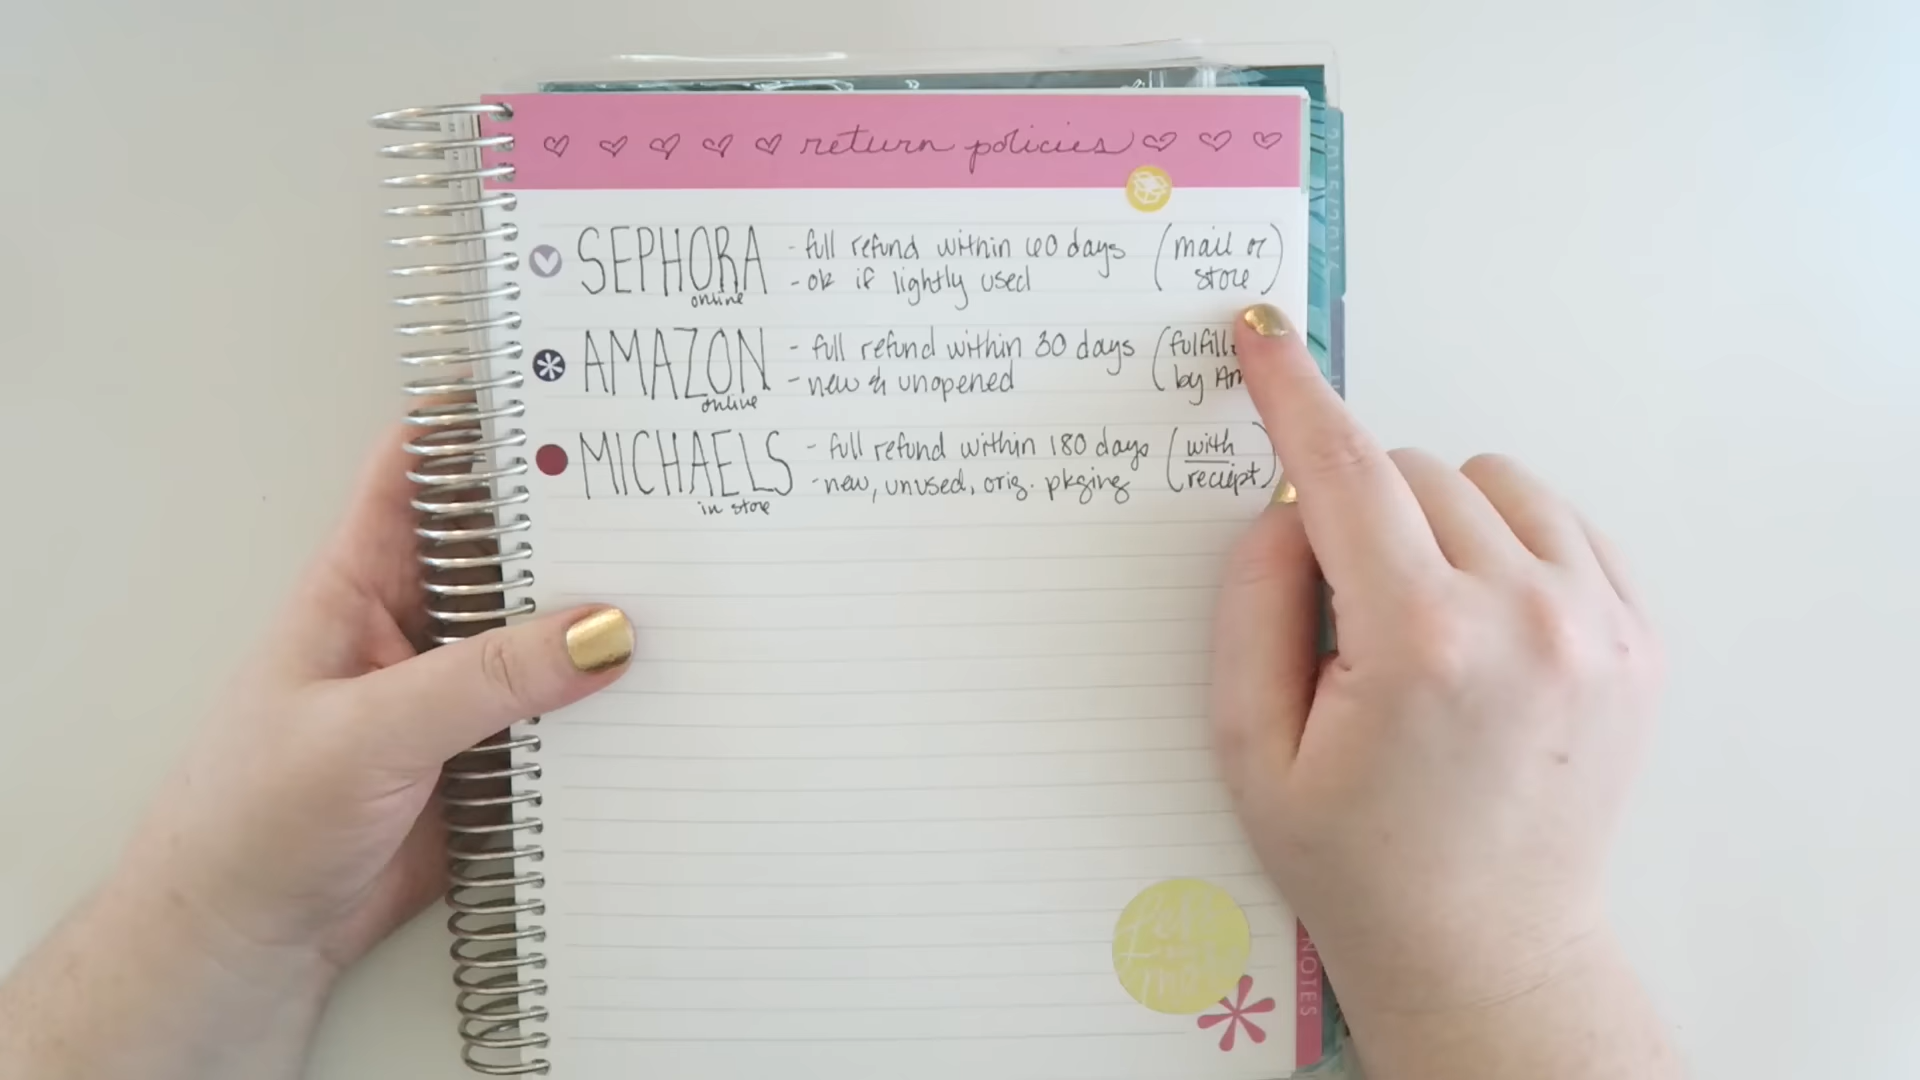 return policies
SEPHORA - full refund within 60 days (mail or
online - ok if lightly used store)
AMAZON - full refund within 30 days (fulfill
online - new & unopened by Am
MICHAELS - full refund within 180 days (with
in store - new, unused, orig. pkging receipt)
NOTES